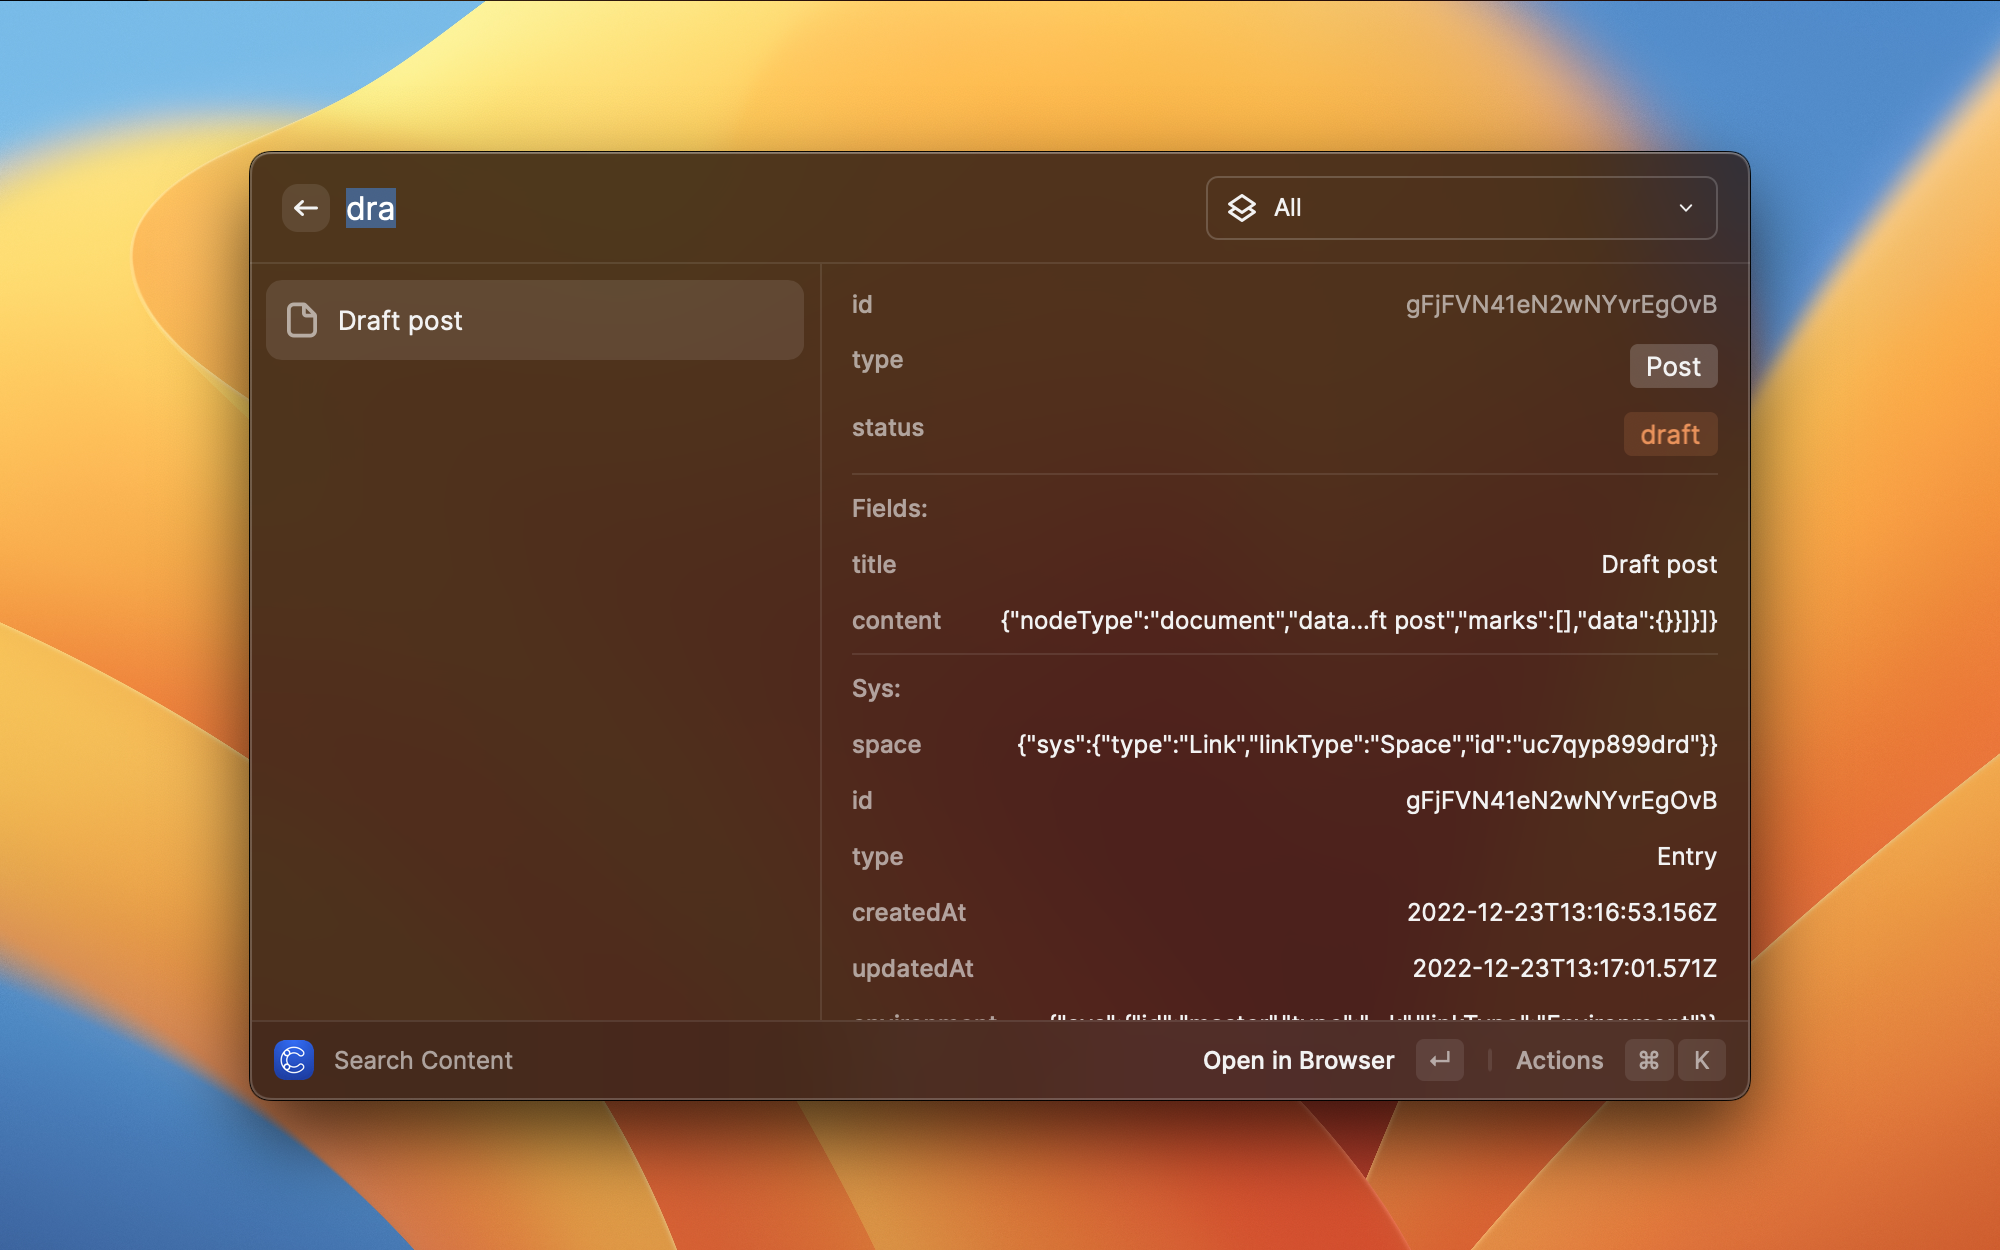 dra
All
Draft post
id gFjFVN41eN2wNYvrEgOvB
type Post
status draft
Fields:
title Draft post
content {"nodeType":"document","data...ft post","marks":[],"data":{}}]}]}
Sys:
space {"sys":{"type":"Link","linkType":"Space","id":"uc7qyp899drd"}}
id gFjFVN41eN2wNYvrEgOvB
type Entry
createdAt 2022-12-23T13:16:53.156Z
updatedAt 2022-12-23T13:17:01.571Z
environment
Search Content Open in Browser ↵ Actions ⌘ K